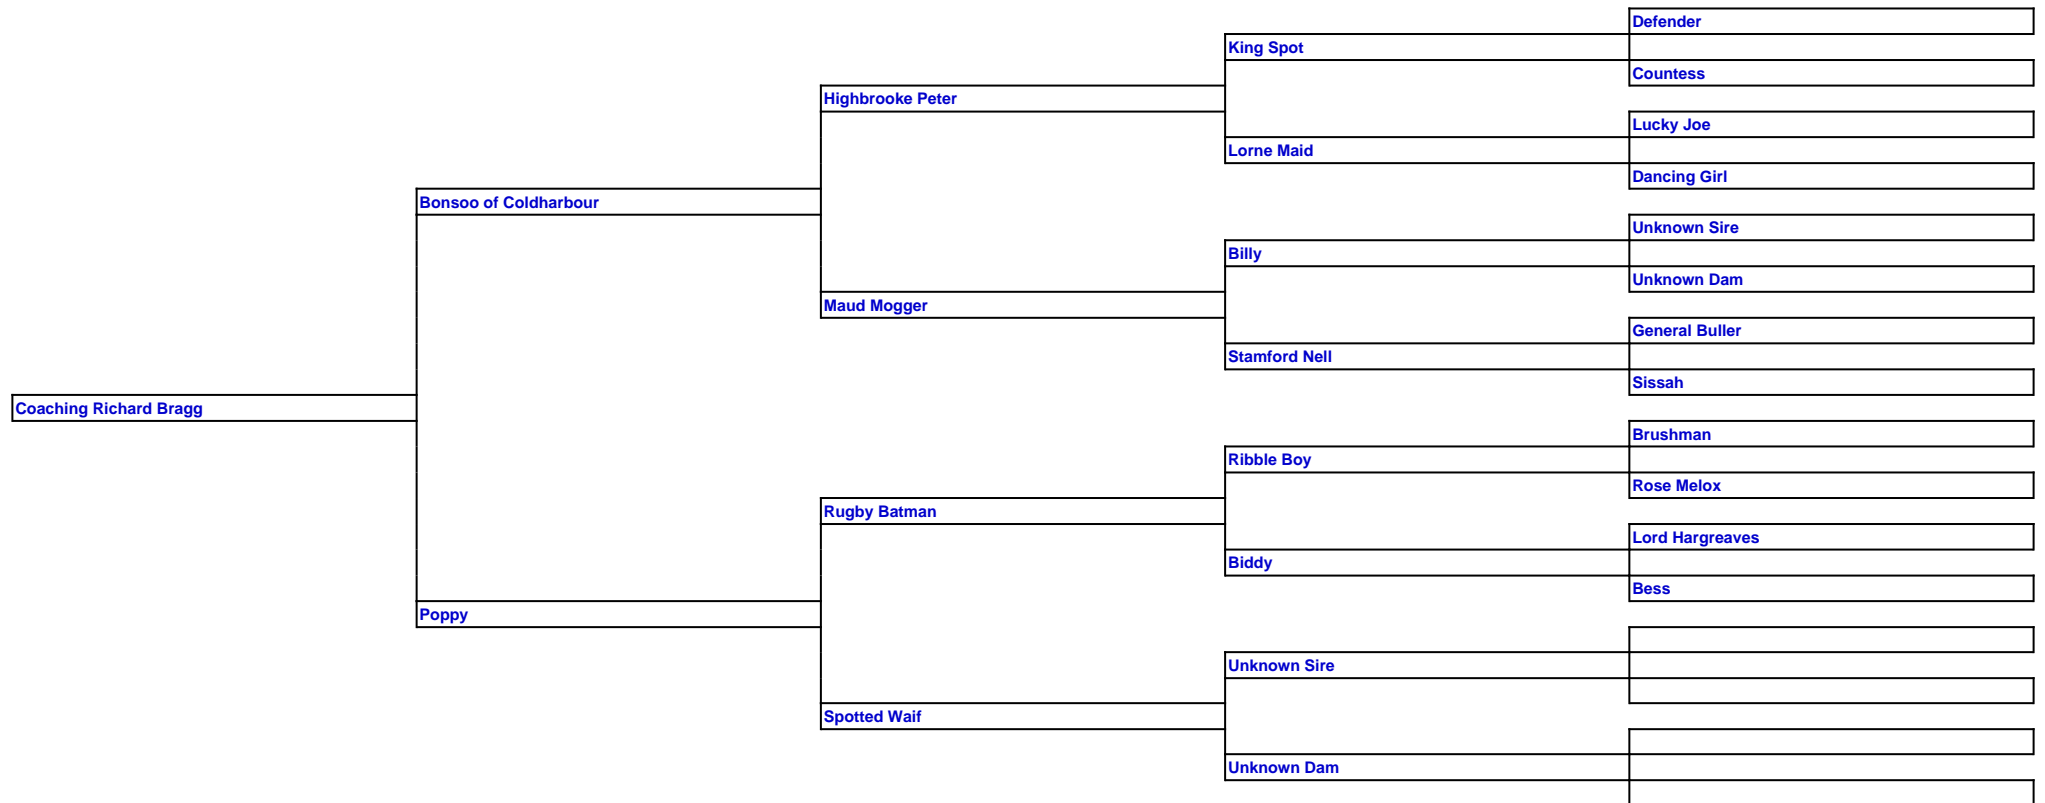 Defender
King Spot
Countess
Highbrooke Peter
Lucky Joe
Lorne Maid
Dancing Girl
Bonsoo of Coldharbour
Unknown Sire
Billy
Unknown Dam
Maud Mogger
General Buller
Stamford Nell
Sissah
Coaching Richard Bragg
Brushman
Ribble Boy
Rose Melox
Rugby Batman
Lord Hargreaves
Biddy
Bess
Poppy
Unknown Sire
Spotted Waif
Unknown Dam